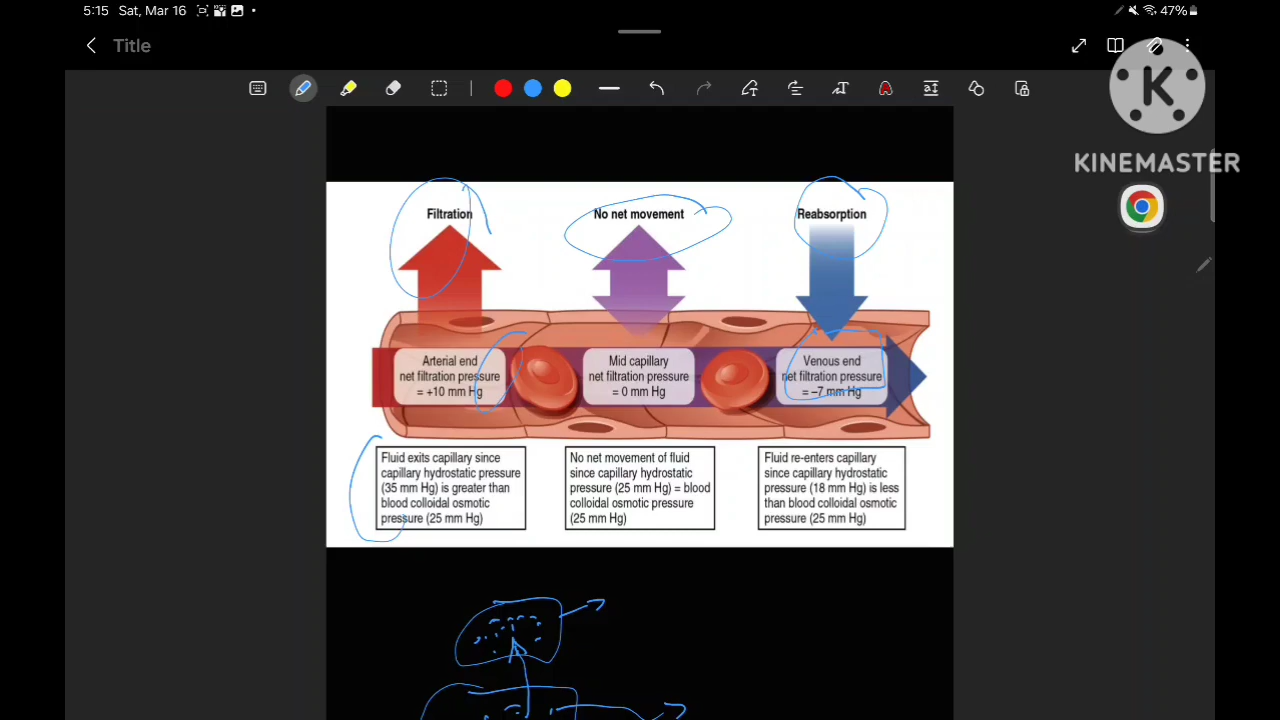 5:15 Sat, Mar 16
47%
Title
K
KINEMASTER
Filtration
No net movement
Reabsorption
Arterial end
net filtration pressure
= +10 mm Hg
Mid capillary
net filtration pressure
= 0 mm Hg
Venous end
net filtration pressure
= –7 mm Hg
Fluid exits capillary since
capillary hydrostatic pressure
(35 mm Hg) is greater than
blood colloidal osmotic
pressure (25 mm Hg)
No net movement of fluid
since capillary hydrostatic
pressure (25 mm Hg) = blood
colloidal osmotic pressure
(25 mm Hg)
Fluid re-enters capillary
since capillary hydrostatic
pressure (18 mm Hg) is less
than blood colloidal osmotic
pressure (25 mm Hg)